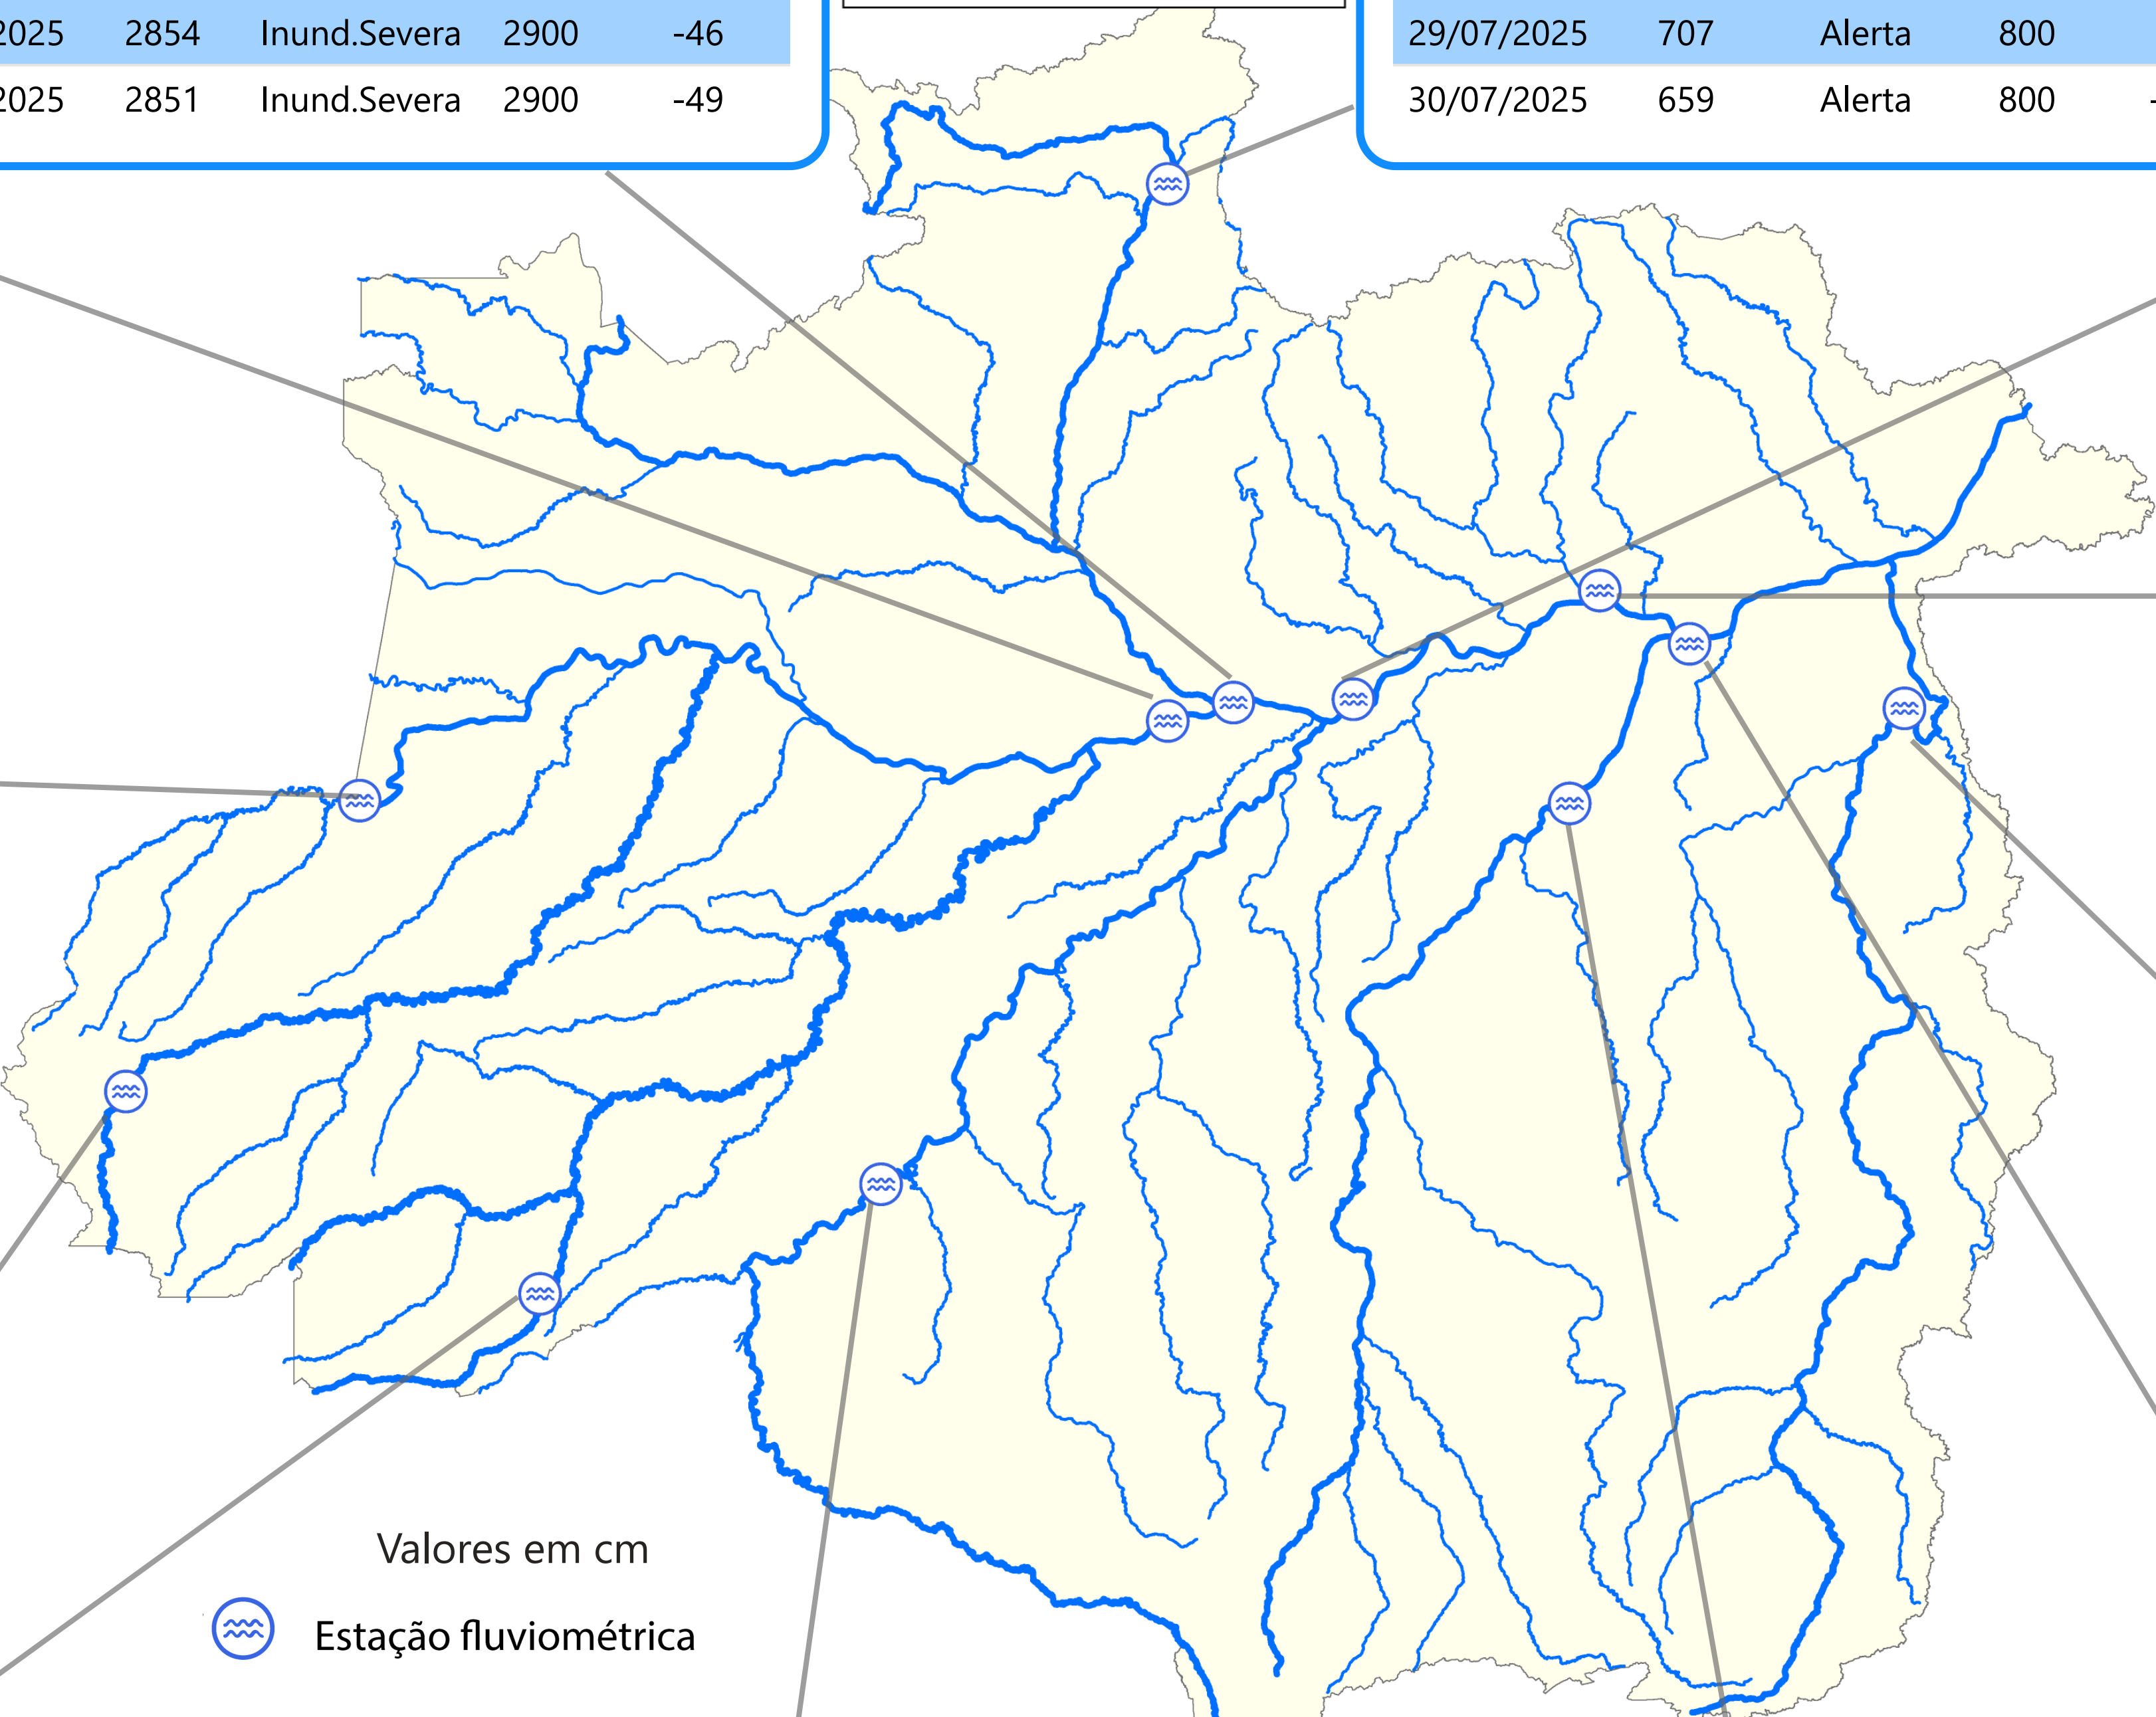 2025 2854 Inund.Severa 2900 -46
2025 2851 Inund.Severa 2900 -49
29/07/2025 707 Alerta 800
30/07/2025 659 Alerta 800 -
Valores em cm
Estação fluviométrica